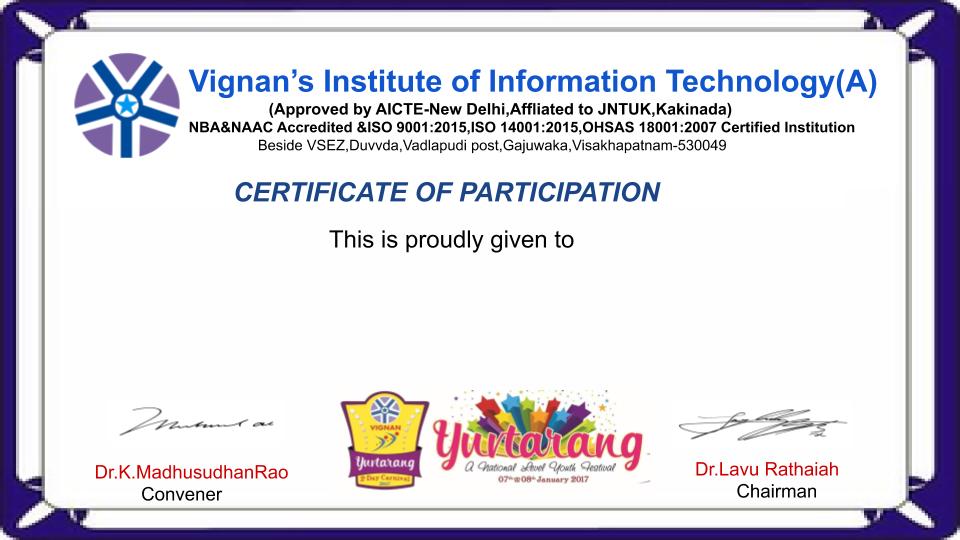 Vignan's Institute of Information Technology(A)
(Approved by AICTE-New Delhi,Affliated to JNTUK,Kakinada)
NBA&NAAC Accredited &ISO 9001:2015,ISO 14001:2015,OHSAS 18001:2007 Certified Institution
Beside VSEZ,Duvvda,Vadlapudi post,Gajuwaka,Visakhapatnam-530049
CERTIFICATE OF PARTICIPATION
This is proudly given to
VIGNAN
Yuvtarang
2 Day Carnival
2017
Yuvtarang
A National Level Youth Festival
07th & 08th January 2017
Dr.K.MadhusudhanRao
Convener
Dr.Lavu Rathaiah
Chairman